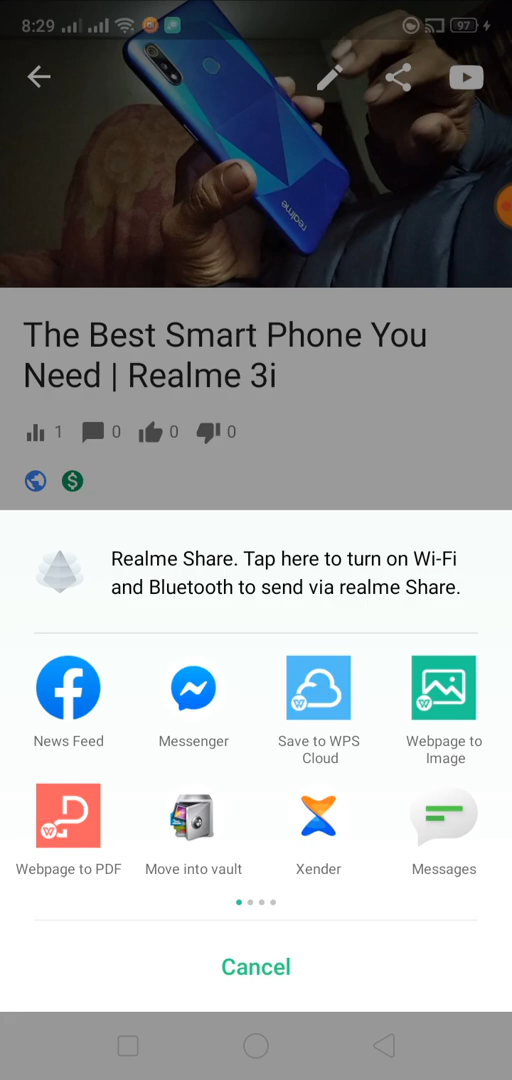 8:29
97
realme
The Best Smart Phone You
Need | Realme 3i
1 0 0 0
Realme Share. Tap here to turn on Wi-Fi
and Bluetooth to send via realme Share.
News Feed
Messenger
Save to WPS
Cloud
Webpage to
Image
Webpage to PDF
Move into vault
Xender
Messages
Cancel